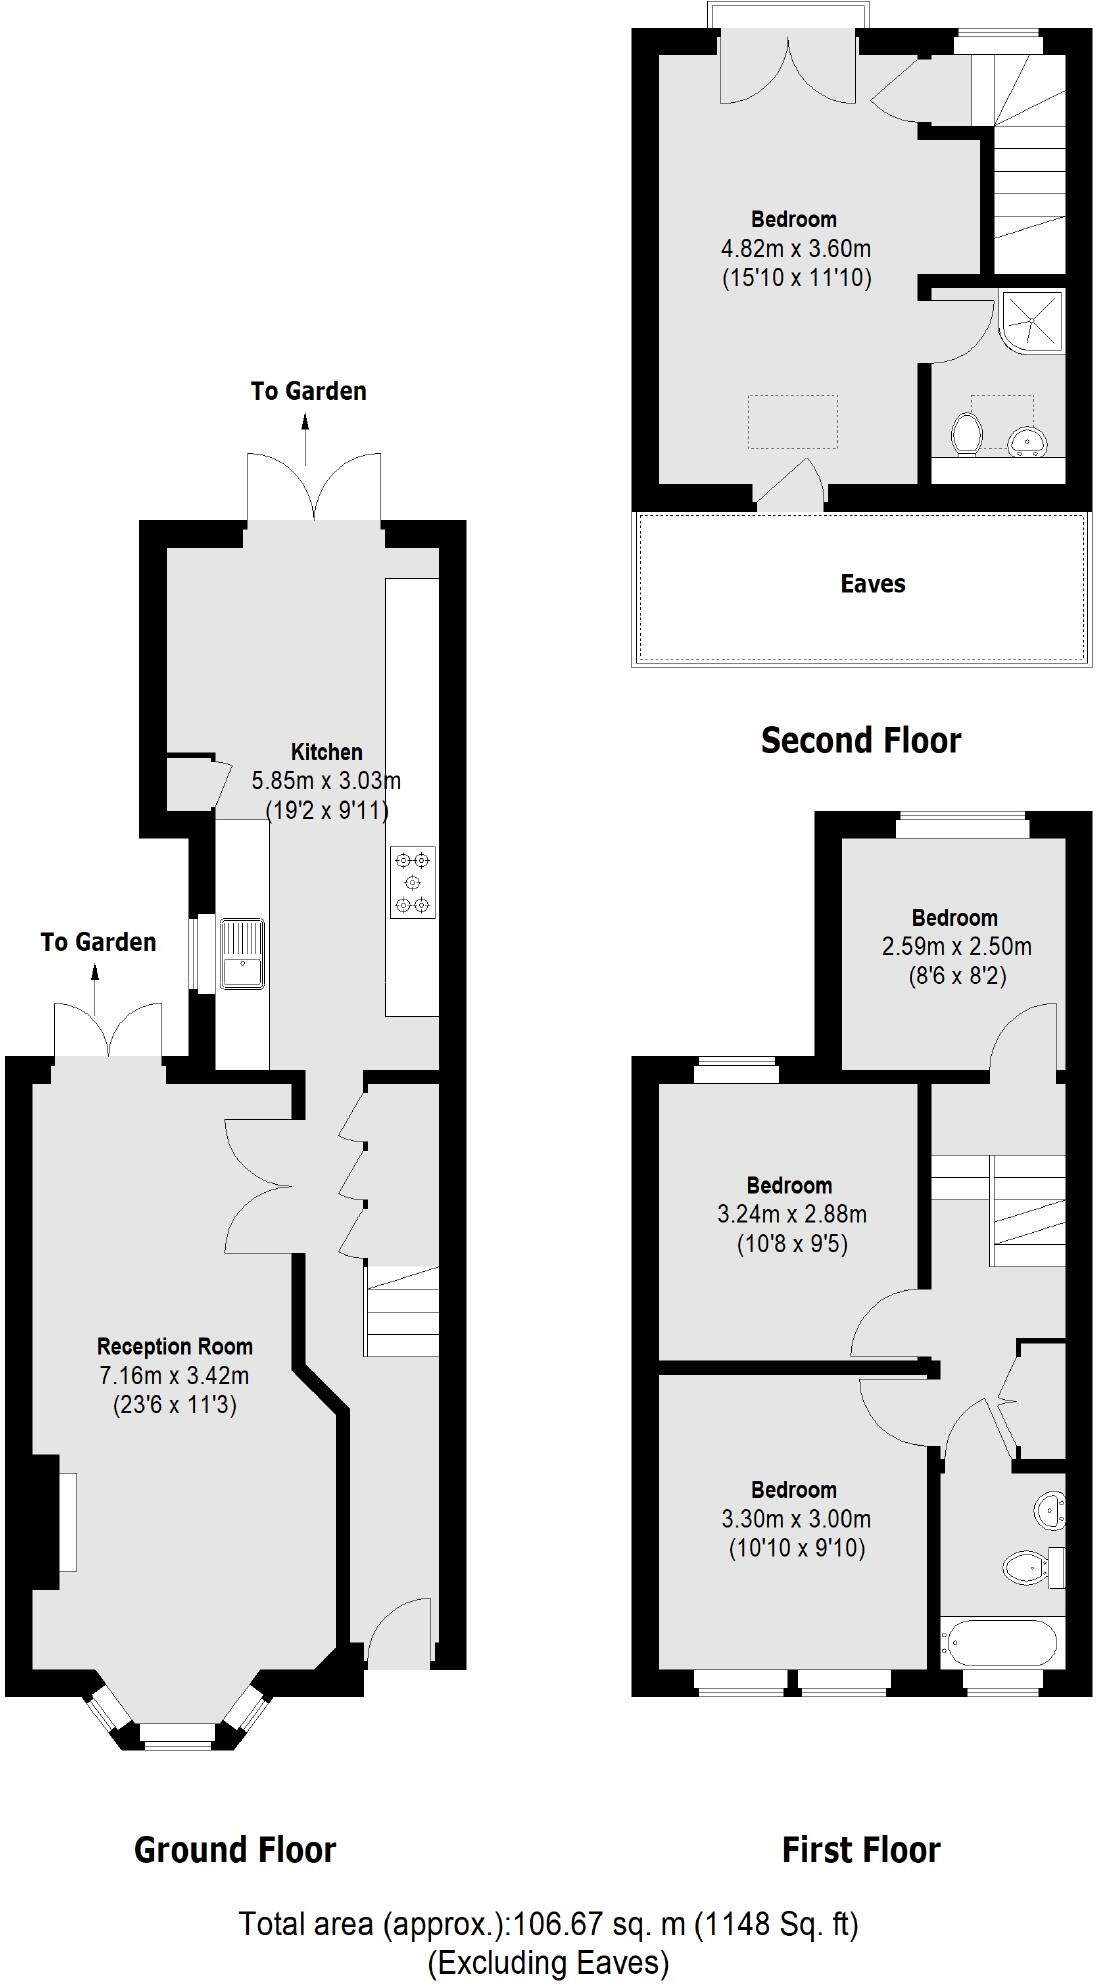 Bedroom
4.82m x 3.60m
(15'10 x 11'10)
To Garden
Eaves
Second Floor
Kitchen
5.85m x 3.03m
(19'2 x 9'11)
Bedroom
2.59m x 2.50m
(8'6 x 8'2)
To Garden
Bedroom
3.24m x 2.88m
(10'8 x 9'5)
Reception Room
7.16m x 3.42m
(23'6 x 11'3)
Bedroom
3.30m x 3.00m
(10'10 x 9'10)
Ground Floor
First Floor
Total area (approx.):106.67 sq. m (1148 Sq. ft)
(Excluding Eaves)